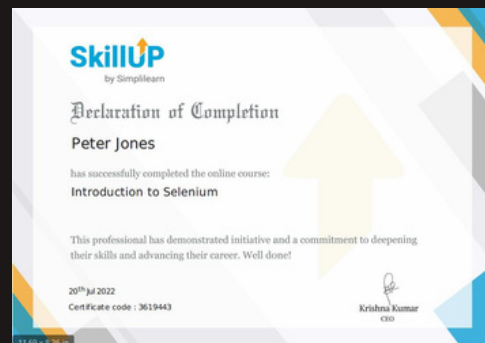 SkillUP
by Simplilearn
Declaration of Completion
Peter Jones
has successfully completed the online course:
Introduction to Selenium
This professional has demonstrated initiative and a commitment to deepening
their skills and advancing their career. Well done!
20th Jul 2022
Certificate code : 3619443
Krishna Kumar
CEO